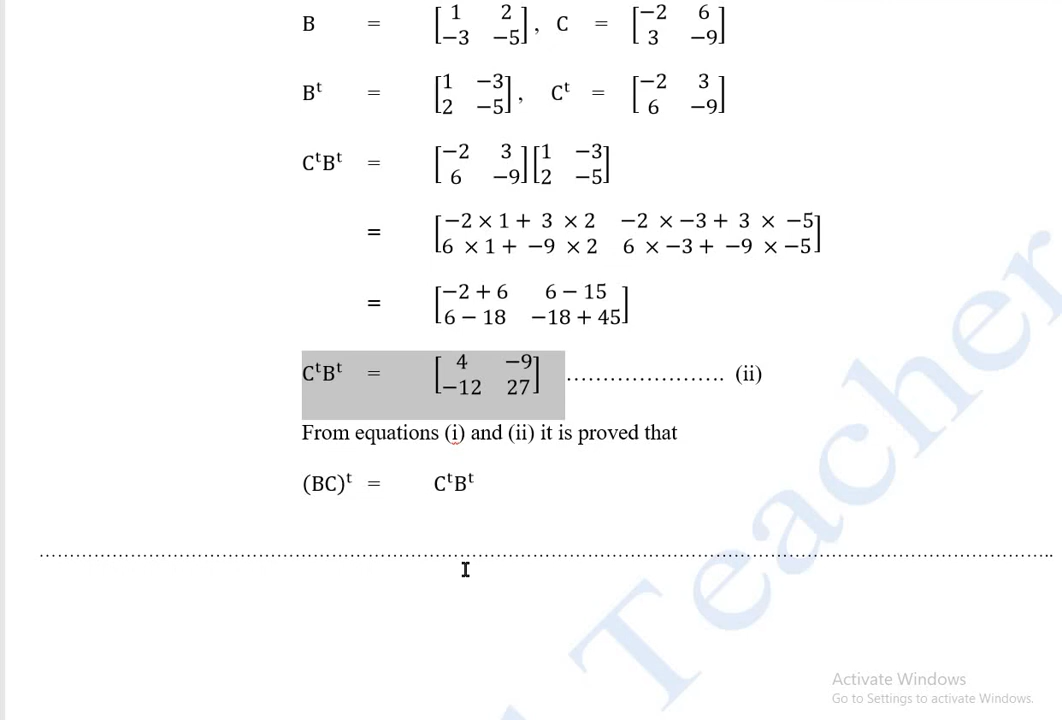 B = [1 2 −3 −5], C = [−2 6 3 −9]
Bᵗ = [1 −3 2 −5], Cᵗ = [−2 3 6 −9]
CᵗBᵗ = [−2 3 6 −9][1 −3 2 −5]
= [−2 × 1 + 3 × 2 −2 × −3 + 3 × −5
6 × 1 + −9 × 2 6 × −3 + −9 × −5]
= [−2 + 6 6 − 15
6 − 18 −18 + 45]
CᵗBᵗ = [4 −9 −12 27] ...................... (ii)
From equations (i) and (ii) it is proved that
(BC)ᵗ = CᵗBᵗ
Teacher
Activate Windows
Go to Settings to activate Windows.